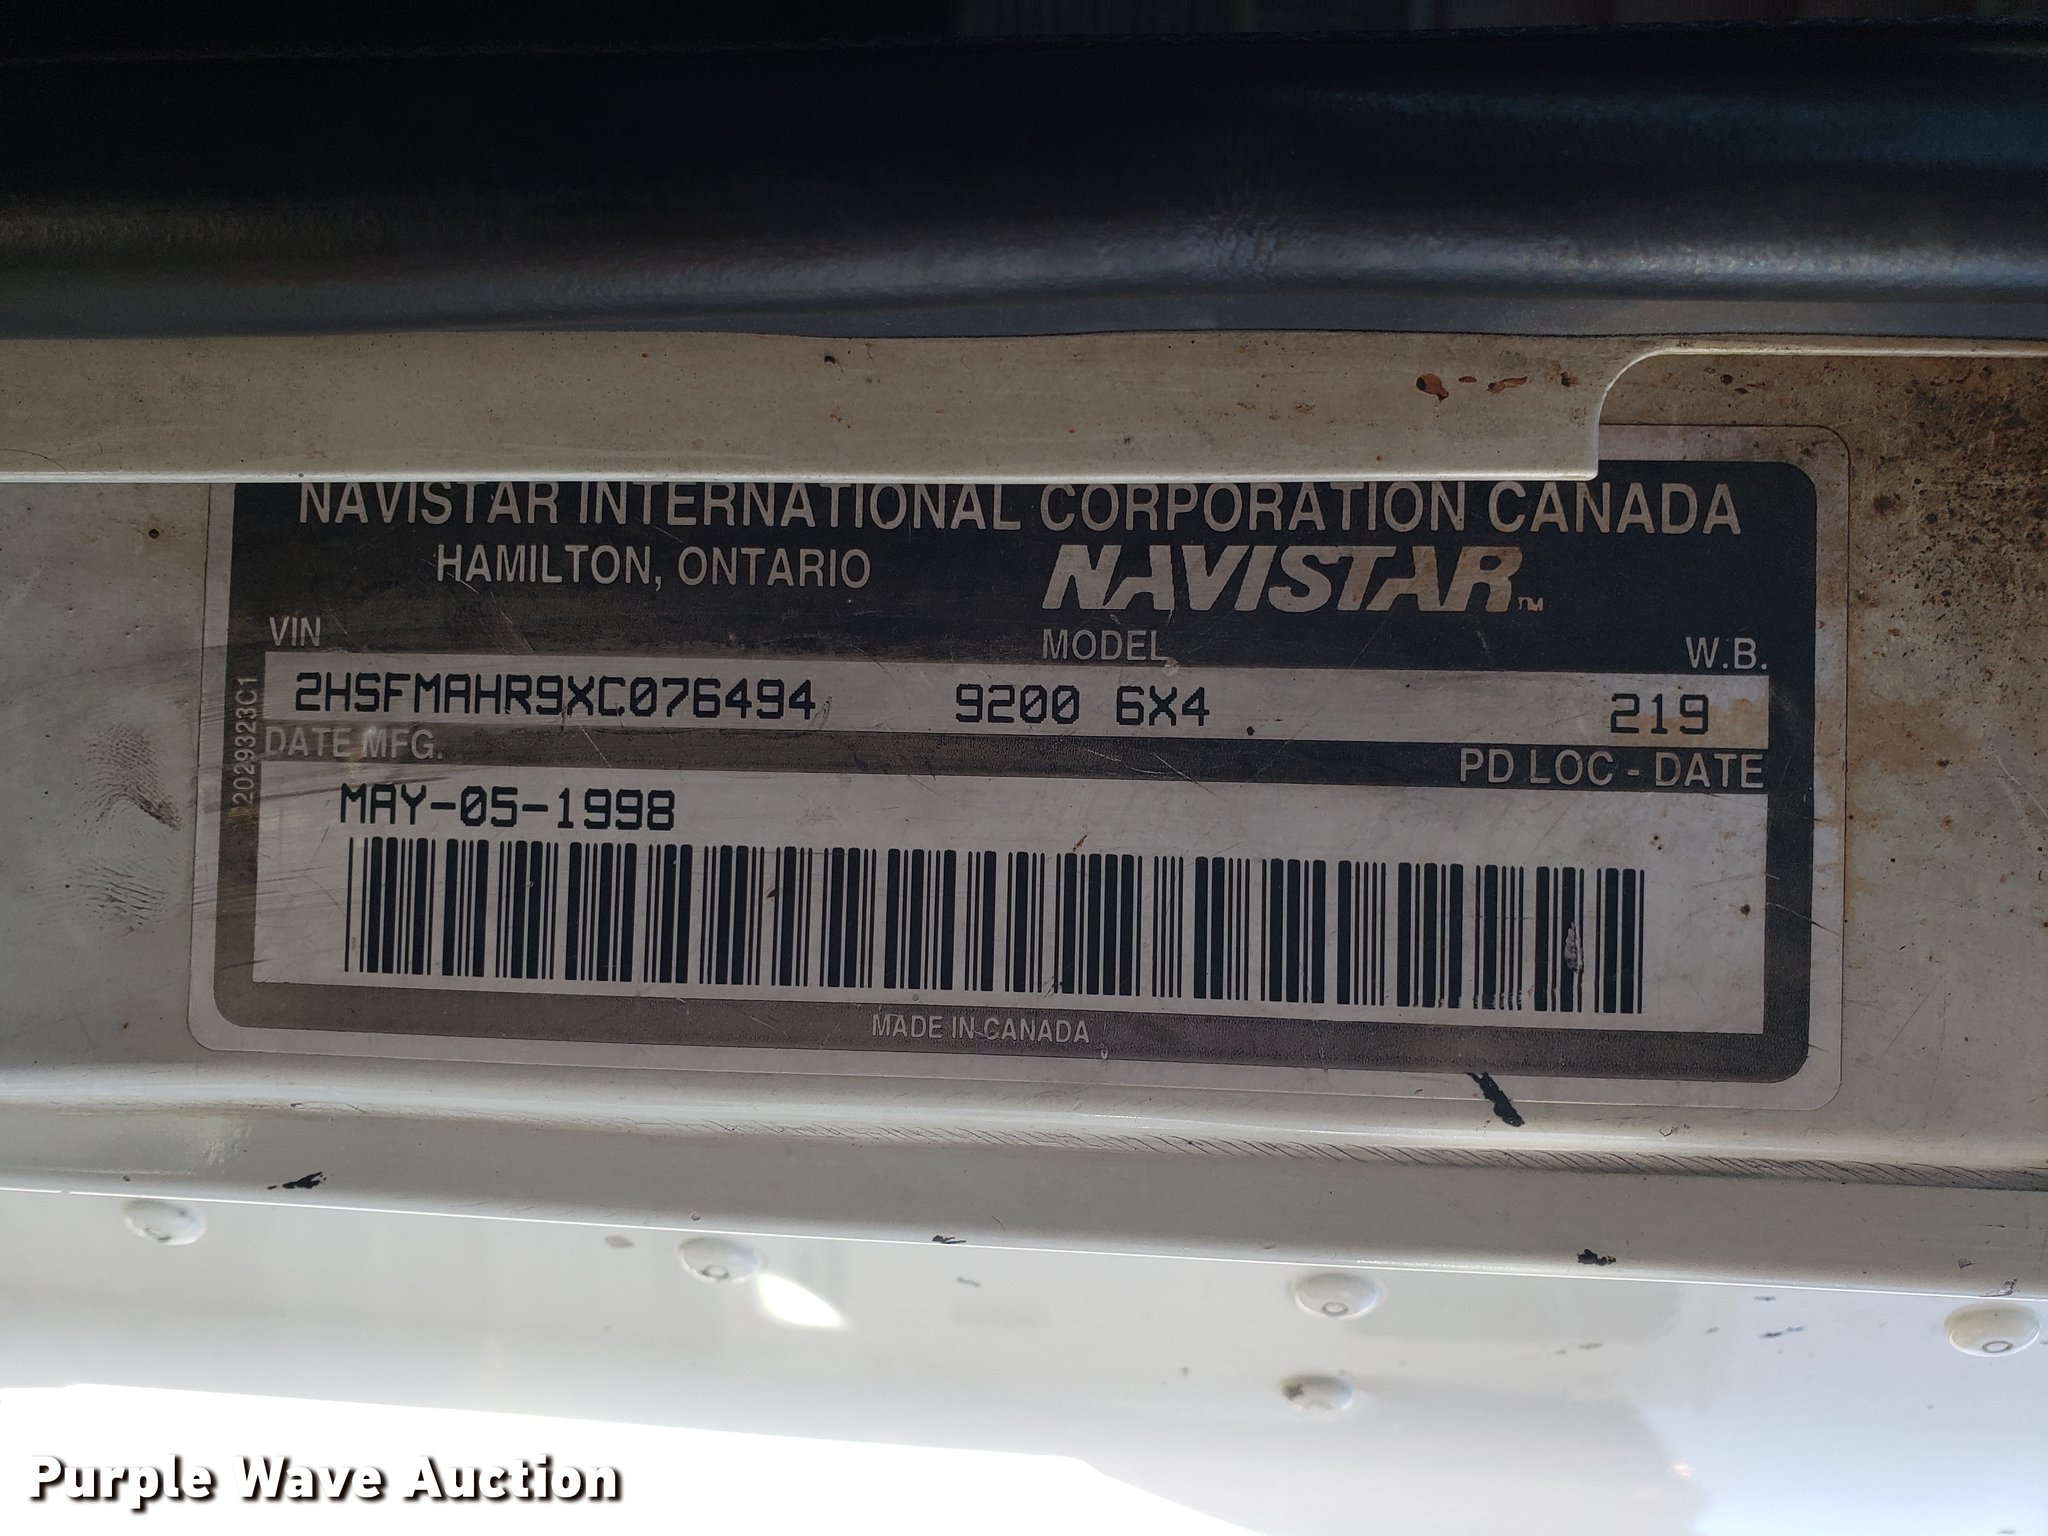 NAVISTAR INTERNATIONAL CORPORATION CANADA
HAMILTON, ONTARIO
NAVISTAR™
VIN MODEL W.B.
2HSFMAHR9XC076494 9200 6X4 219
DATE MFG. PD LOC - DATE
MAY-05-1998
MADE IN CANADA
2029323C1
Purple Wave Auction